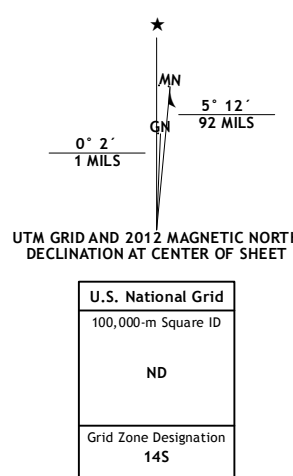 ★
MN
5° 12´
92 MILS
GN
0° 2´
1 MILS
UTM GRID AND 2012 MAGNETIC NORTH
DECLINATION AT CENTER OF SHEET
U.S. National Grid
100,000-m Square ID
ND
Grid Zone Designation
14S